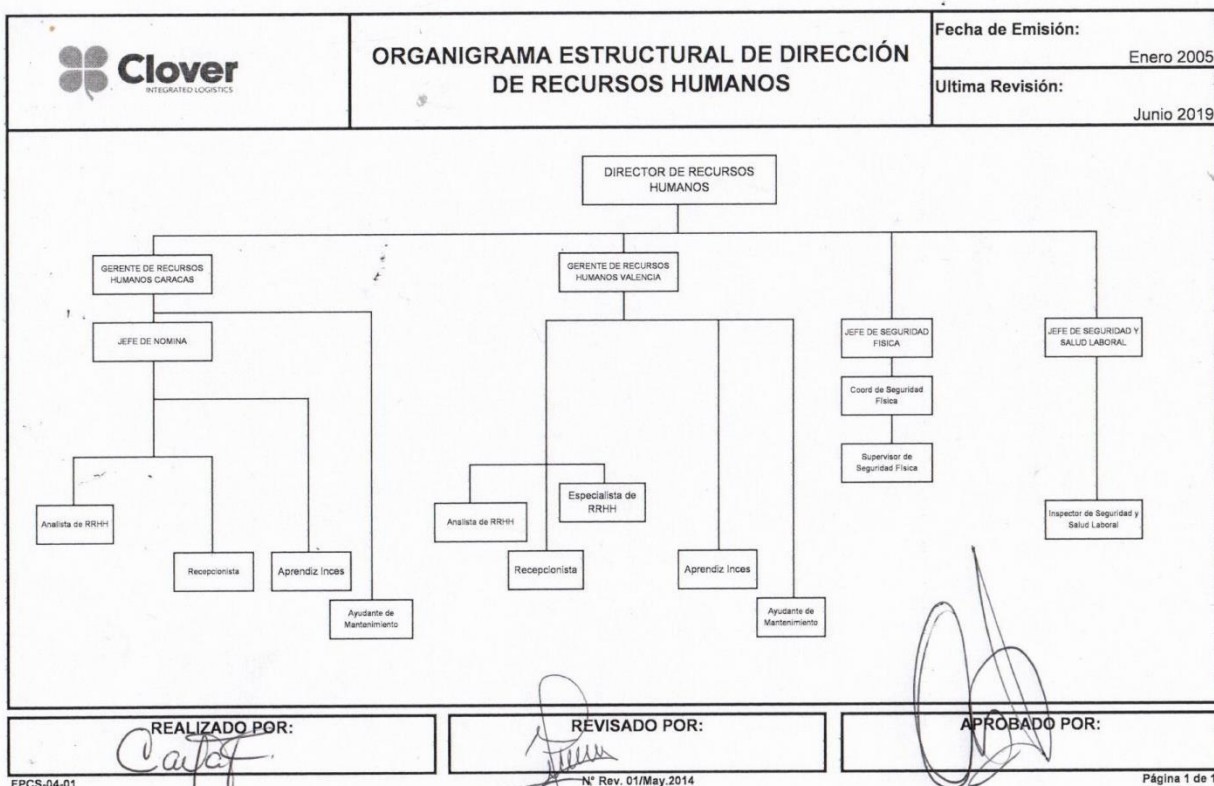 Clover
INTEGRATED LOGISTICS
ORGANIGRAMA ESTRUCTURAL DE DIRECCIÓN
DE RECURSOS HUMANOS
Fecha de Emisión:
Enero 2005
Ultima Revisión:
Junio 2019
DIRECTOR DE RECURSOS
HUMANOS
GERENTE DE RECURSOS
HUMANOS CARACAS
GERENTE DE RECURSOS
HUMANOS VALENCIA
JEFE DE NOMINA
JEFE DE SEGURIDAD
FISICA
JEFE DE SEGURIDAD Y
SALUD LABORAL
Coord de Seguridad
Física
Supervisor de
Seguridad Física
Analista de RRHH
Recepcionista
Aprendiz Inces
Ayudante de
Mantenimiento
Analista de RRHH
Especialista de
RRHH
Recepcionista
Aprendiz Inces
Ayudante de
Mantenimiento
Inspector de Seguridad y
Salud Laboral
REALIZADO POR:
REVISADO POR:
APROBADO POR:
FPCS-04-01
N° Rev. 01/May.2014
Página 1 de 1